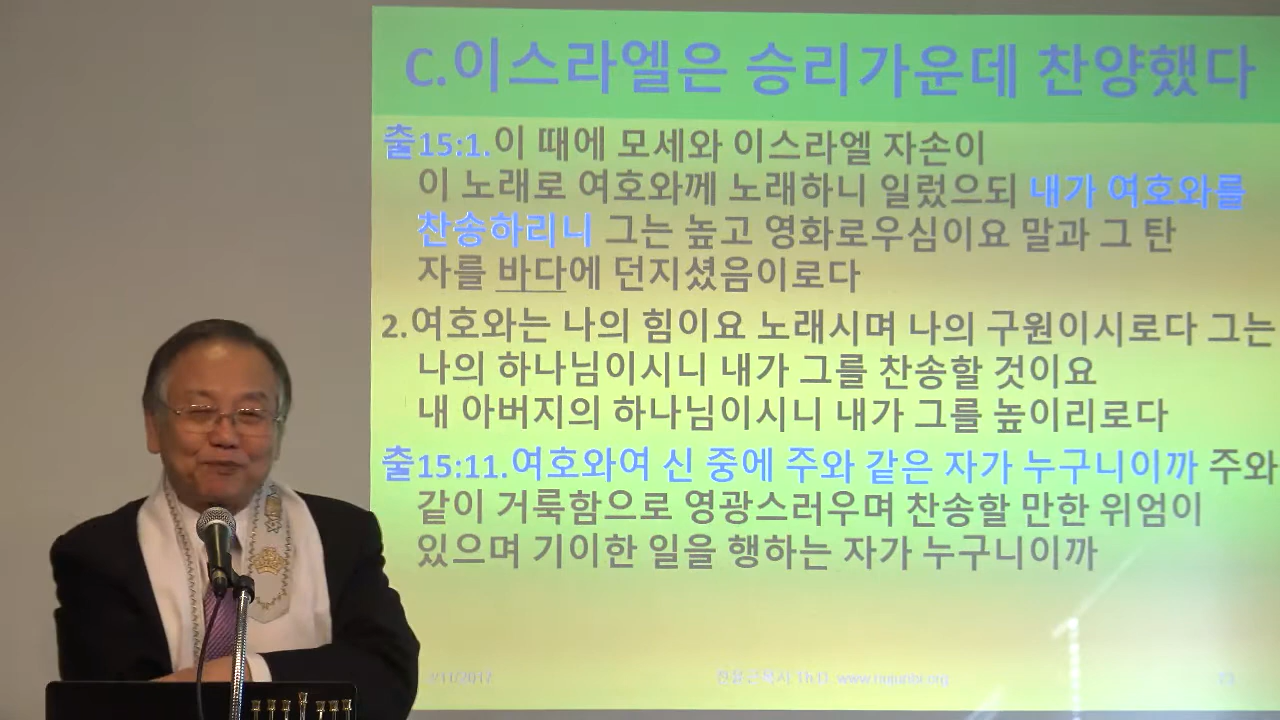 C.이스라엘은 승리가운데 찬양했다
출15:1.이 때에 모세와 이스라엘 자손이
이 노래로 여호와께 노래하니 일렀으되 내가 여호와를
찬송하리니 그는 높고 영화로우심이요 말과 그 탄
자를 바다에 던지셨음이로다
2.여호와는 나의 힘이요 노래시며 나의 구원이시로다 그는
나의 하나님이시니 내가 그를 찬송할 것이요
내 아버지의 하나님이시니 내가 그를 높이리로다
출15:11.여호와여 신 중에 주와 같은 자가 누구니이까 주와
같이 거룩함으로 영광스러우며 찬송할 만한 위엄이
있으며 기이한 일을 행하는 자가 누구니이까
3/11/2017